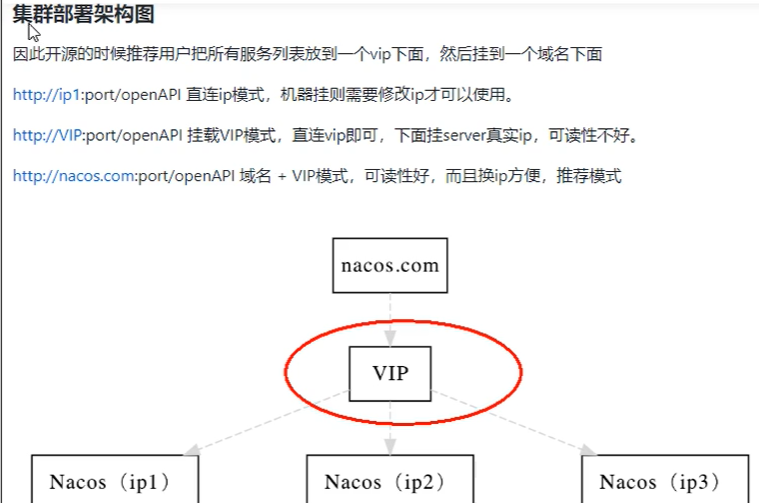 集群部署架构图
因此开源的时候推荐用户把所有服务列表放到一个vip下面，然后挂到一个域名下面
http://ip1:port/openAPI 直连ip模式，机器挂则需要修改ip才可以使用。
http://VIP:port/openAPI 挂载VIP模式，直连vip即可，下面挂server真实ip，可读性不好。
http://nacos.com:port/openAPI 域名 + VIP模式，可读性好，而且换ip方便，推荐模式
nacos.com
VIP
Nacos（ip1） Nacos（ip2） Nacos（ip3）